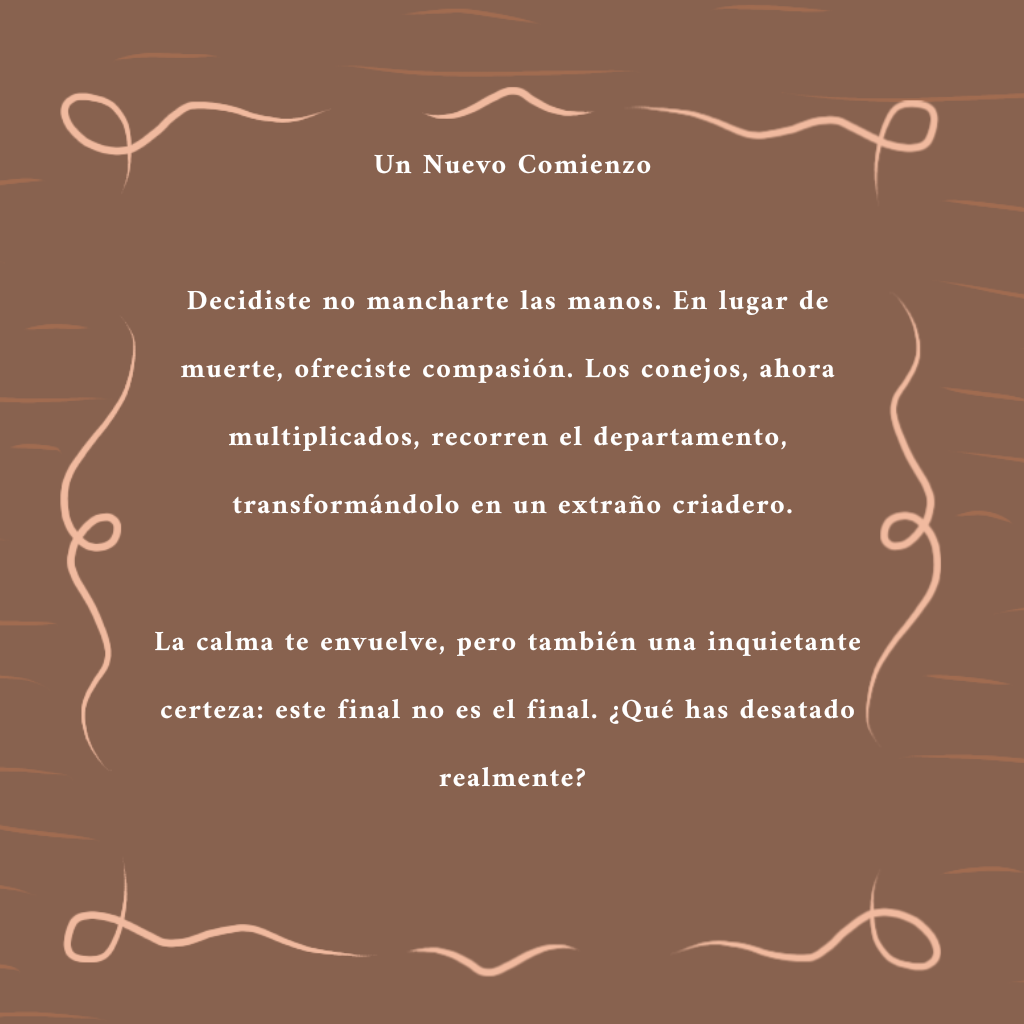 Un Nuevo Comienzo
Decidiste no mancharte las manos. En lugar de
muerte, ofreciste compasión. Los conejos, ahora
multiplicados, recorren el departamento,
transformándolo en un extraño criadero.
La calma te envuelve, pero también una inquietante
certeza: este final no es el final. ¿Qué has desatado
realmente?